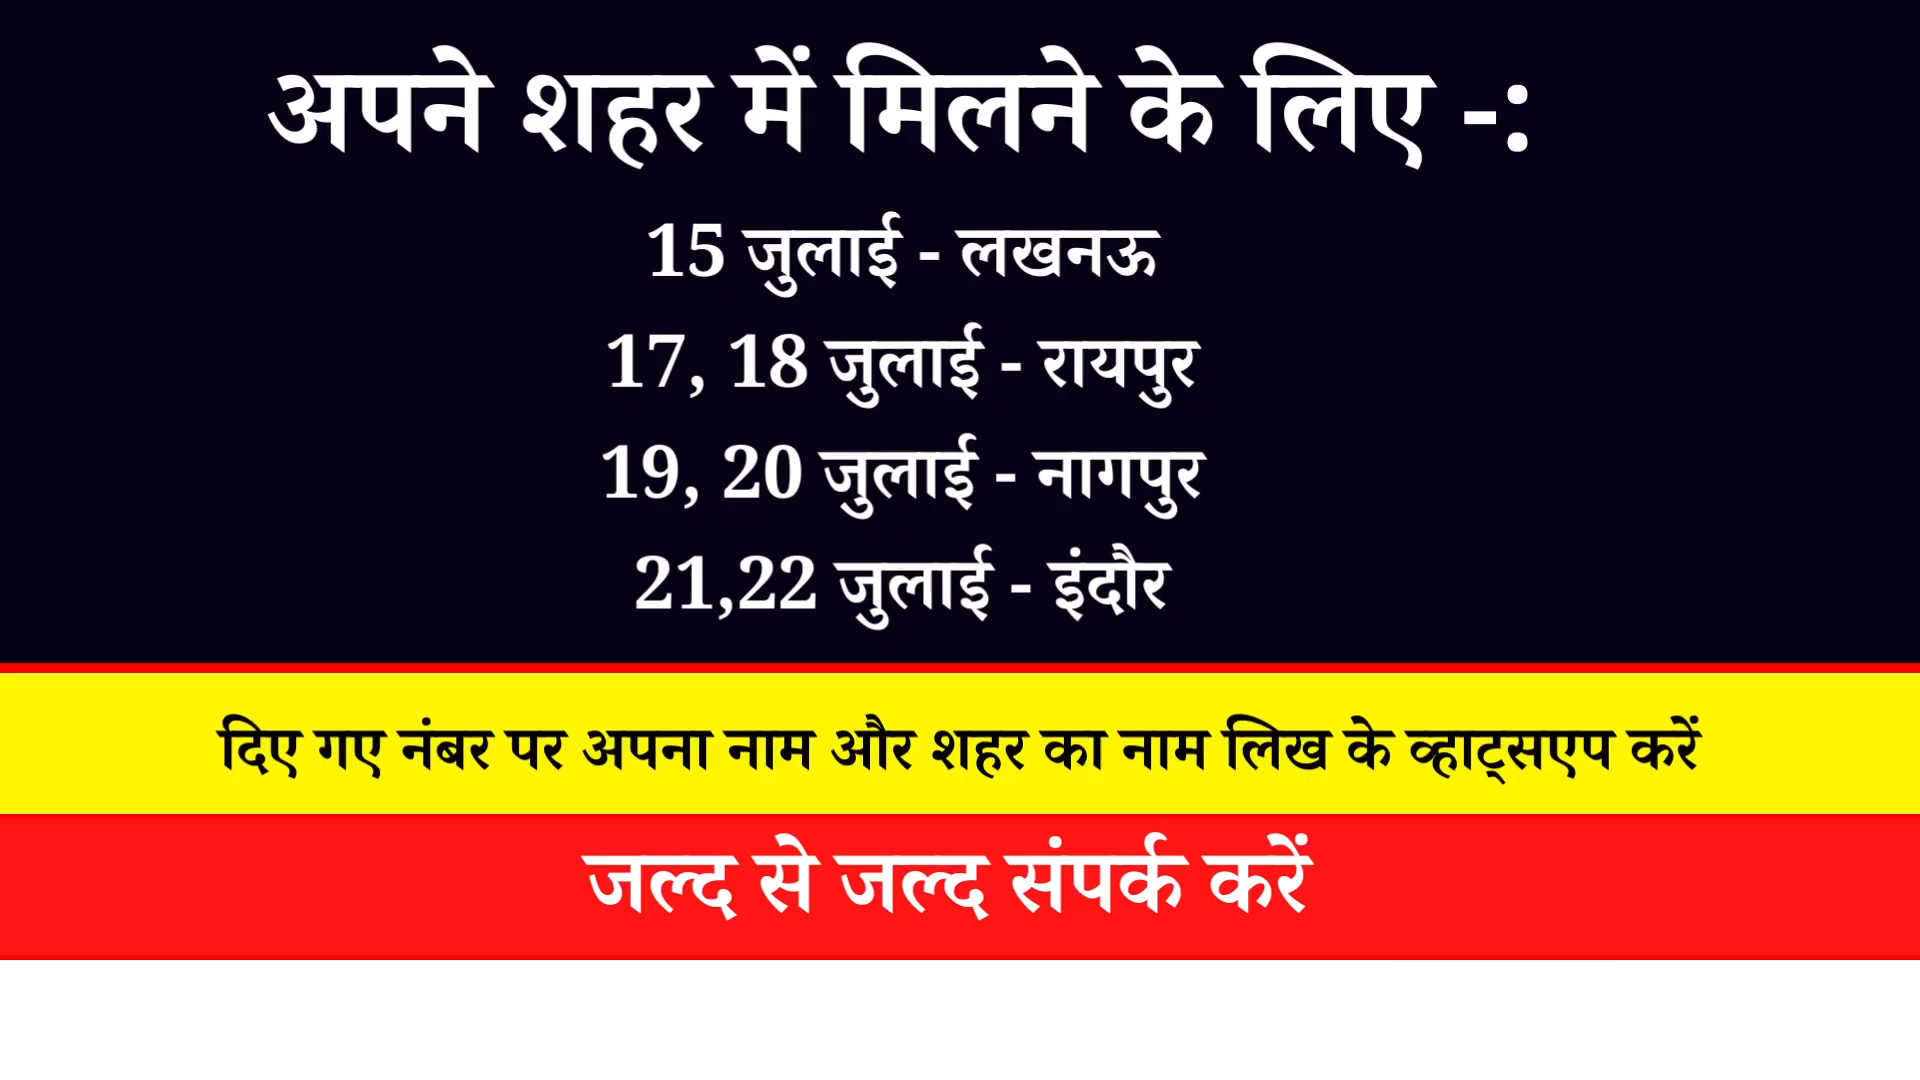 अपने शहर में मिलने के लिए -:
15 जुलाई - लखनऊ
17, 18 जुलाई - रायपुर
19, 20 जुलाई - नागपुर
21,22 जुलाई - इंदौर
दिए गए नंबर पर अपना नाम और शहर का नाम लिख के व्हाट्सएप करें
जल्द से जल्द संपर्क करें